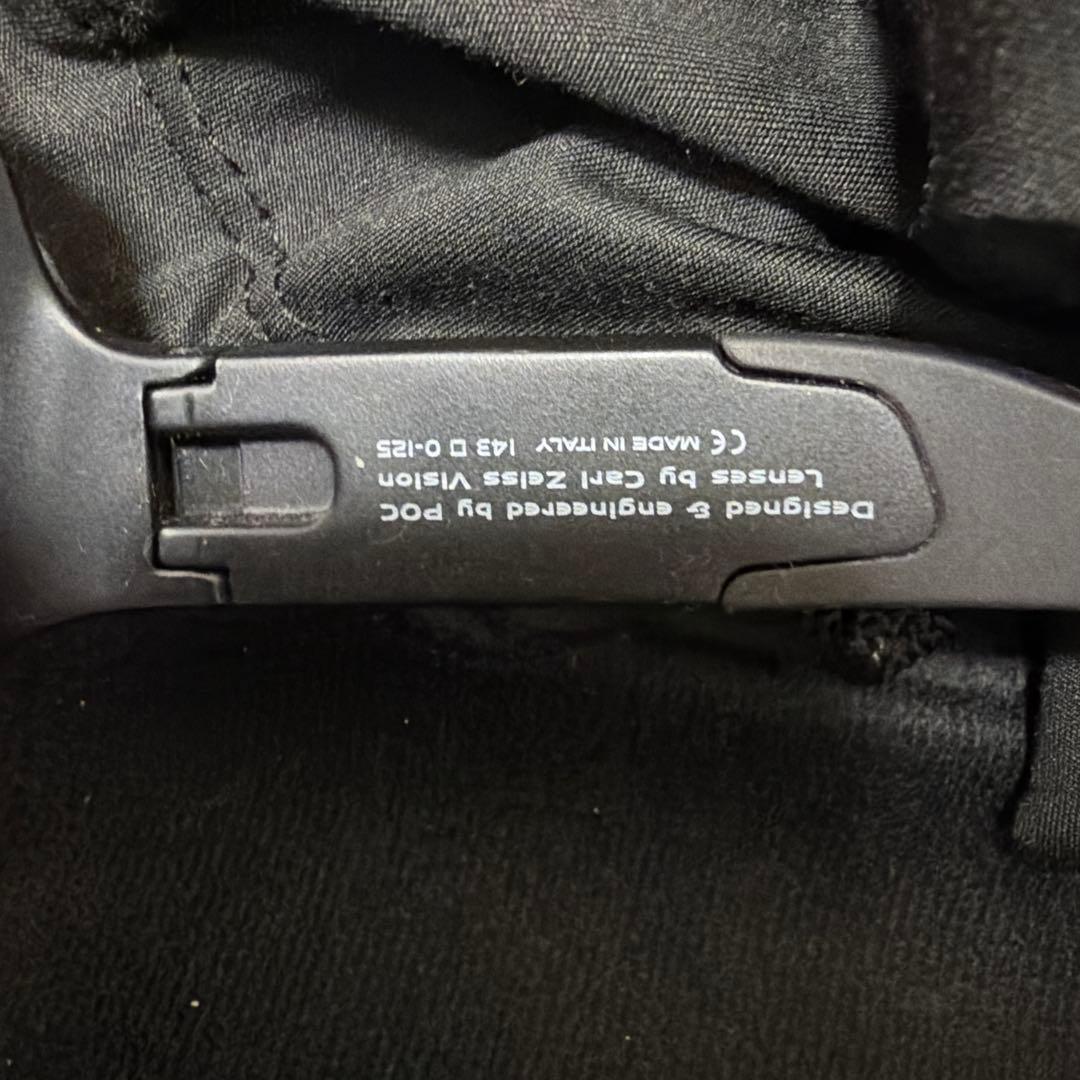 Designed & engineered by POC
Lenses by Carl Zeiss Vision
CE MADE IN ITALY 143 □ 0-125